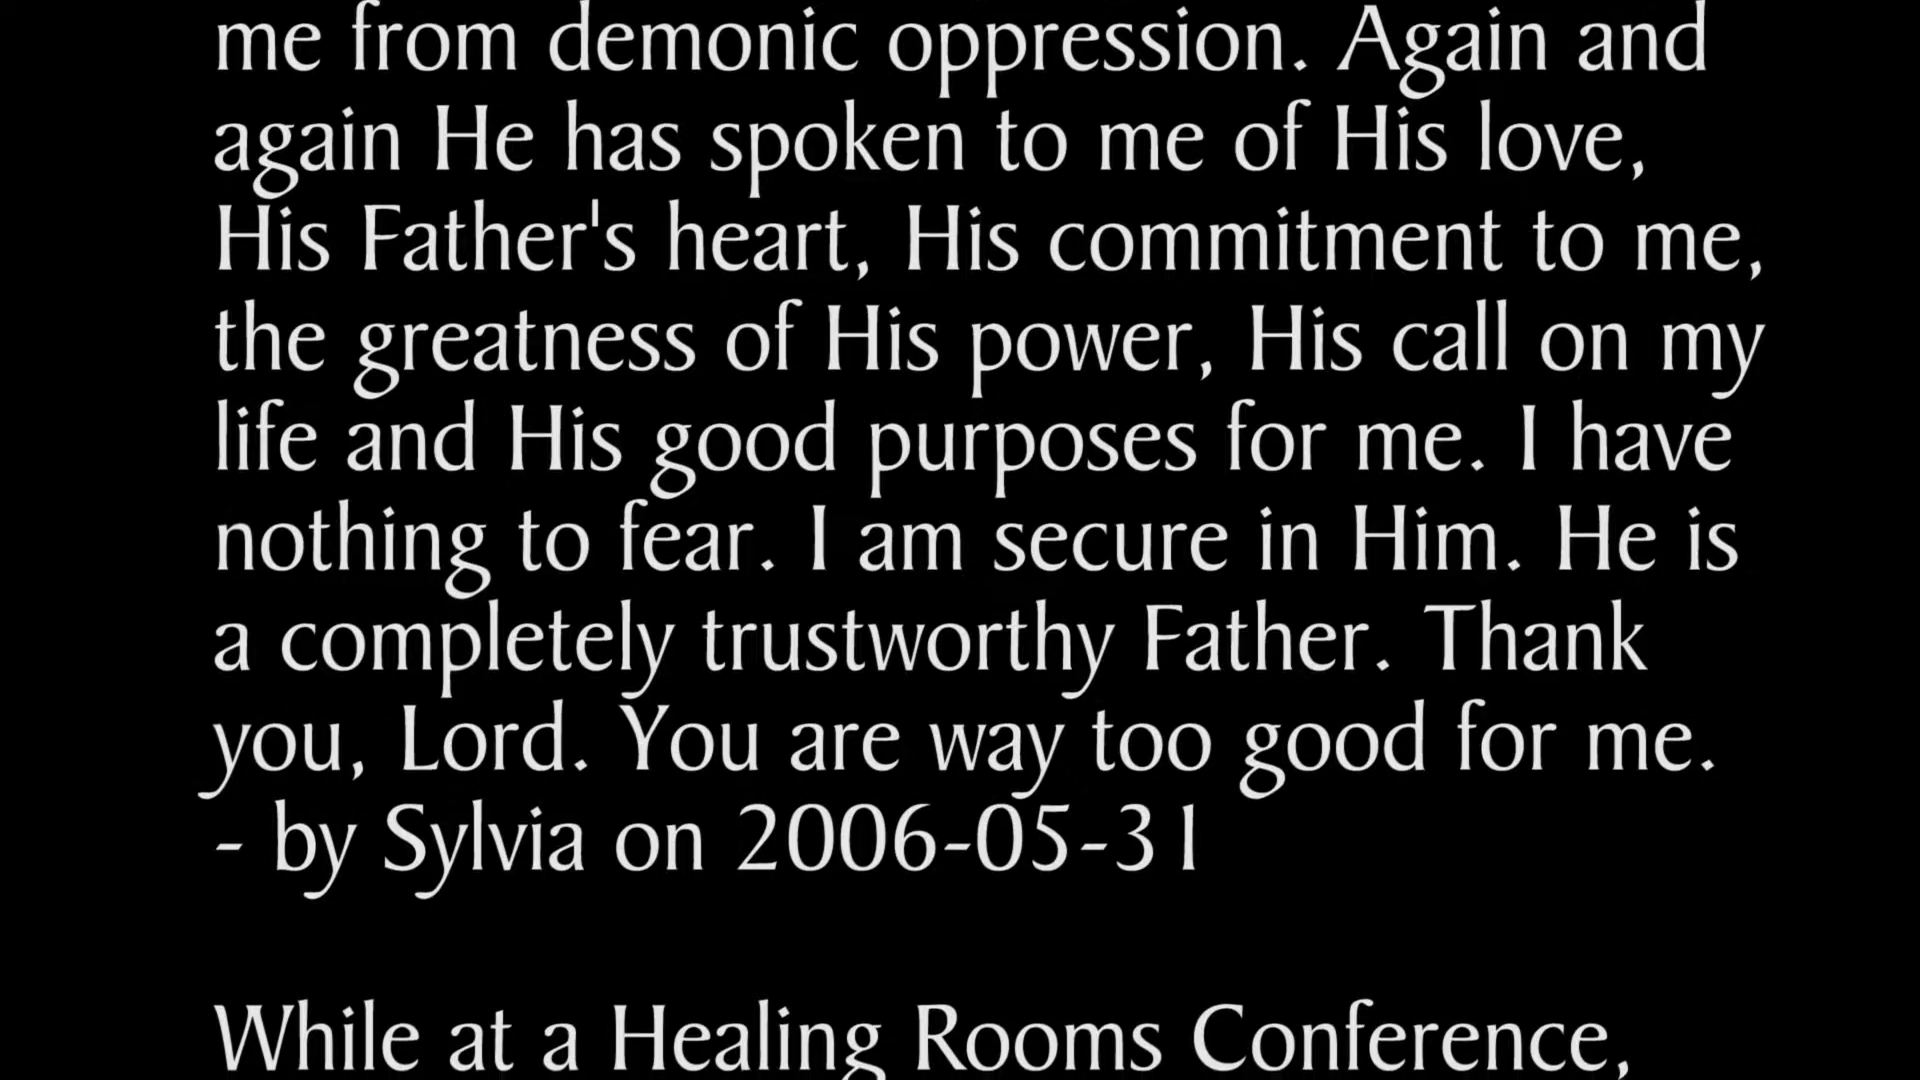 me from demonic oppression. Again and
again He has spoken to me of His love,
His Father's heart, His commitment to me,
the greatness of His power, His call on my
life and His good purposes for me. I have
nothing to fear. I am secure in Him. He is
a completely trustworthy Father. Thank
you, Lord. You are way too good for me.
- by Sylvia on 2006-05-31
While at a Healing Rooms Conference,